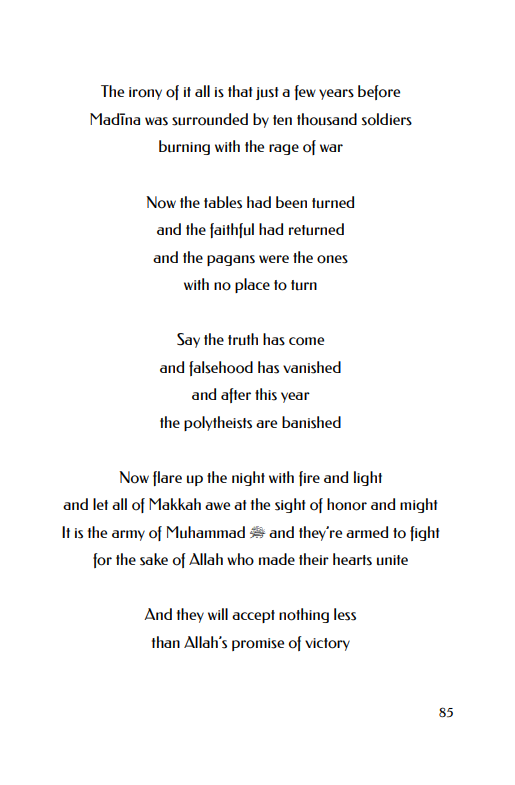 The irony of it all is that just a few years before
Madīna was surrounded by ten thousand soldiers
burning with the rage of war
Now the tables had been turned
and the faithful had returned
and the pagans were the ones
with no place to turn
Say the truth has come
and falsehood has vanished
and after this year
the polytheists are banished
Now flare up the night with fire and light
and let all of Makkah awe at the sight of honor and might
It is the army of Muhammad ﷺ and they're armed to fight
for the sake of Allah who made their hearts unite
And they will accept nothing less
than Allah's promise of victory
85